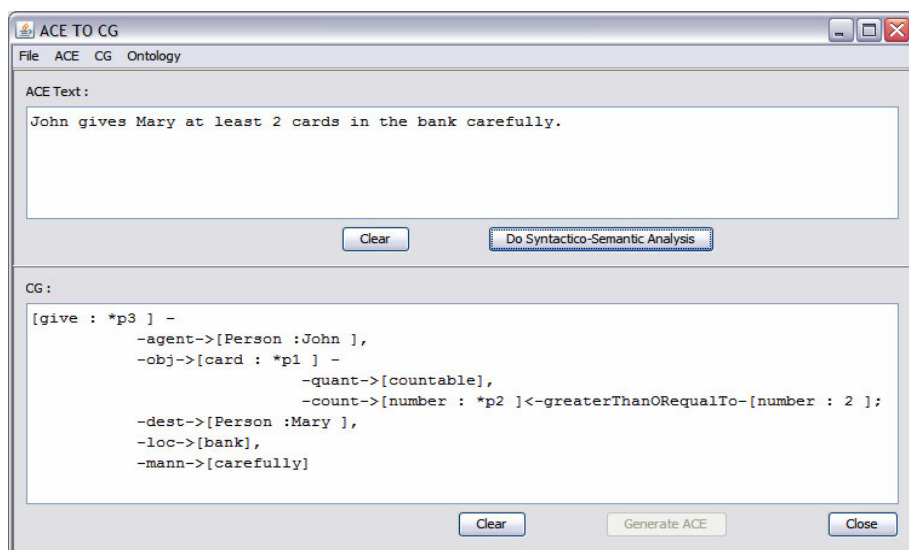 ACE TO CG
File ACE CG Ontology
ACE Text :
John gives Mary at least 2 cards in the bank carefully.
Clear Do Syntactico-Semantic Analysis
CG :
[give : *p3 ] -
-agent->[Person :John ],
-obj->[card : *p1 ] -
-quant->[countable],
-count->[number : *p2 ]<-greaterThanORequalTo-[number : 2 ];
-dest->[Person :Mary ],
-loc->[bank],
-mann->[carefully]
Clear Generate ACE Close